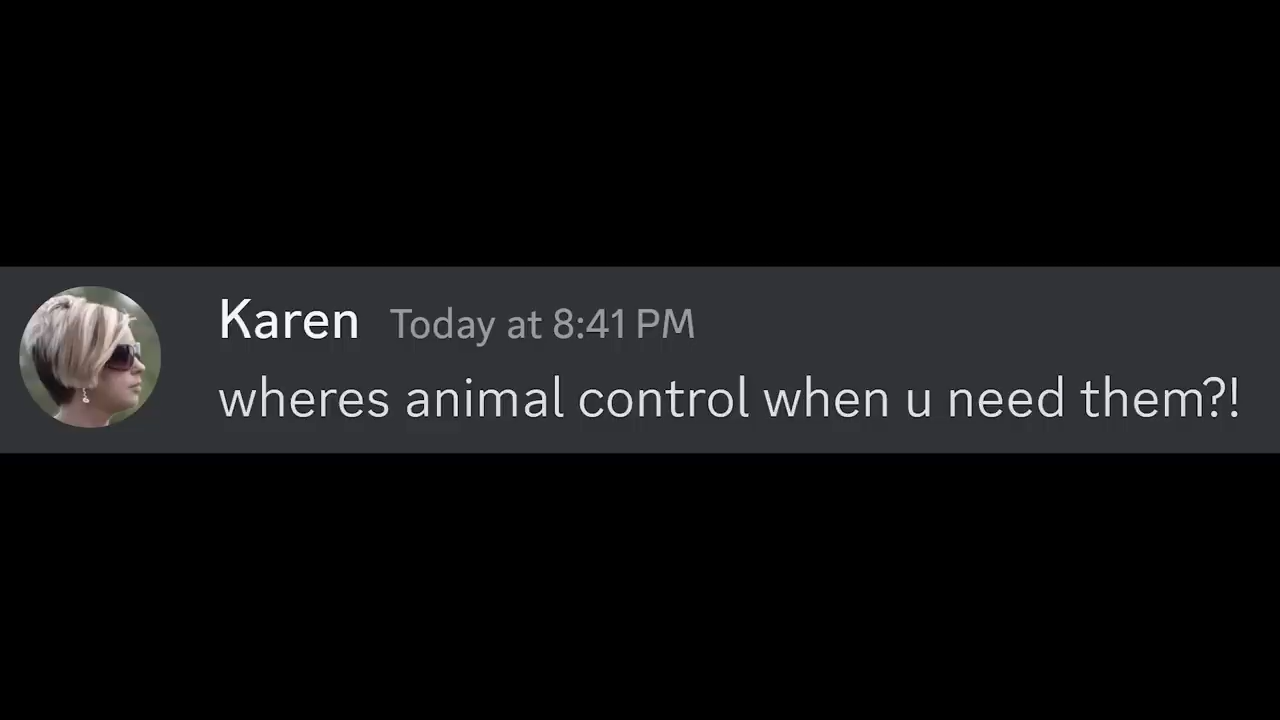 Karen Today at 8:41 PM
wheres animal control when u need them?!